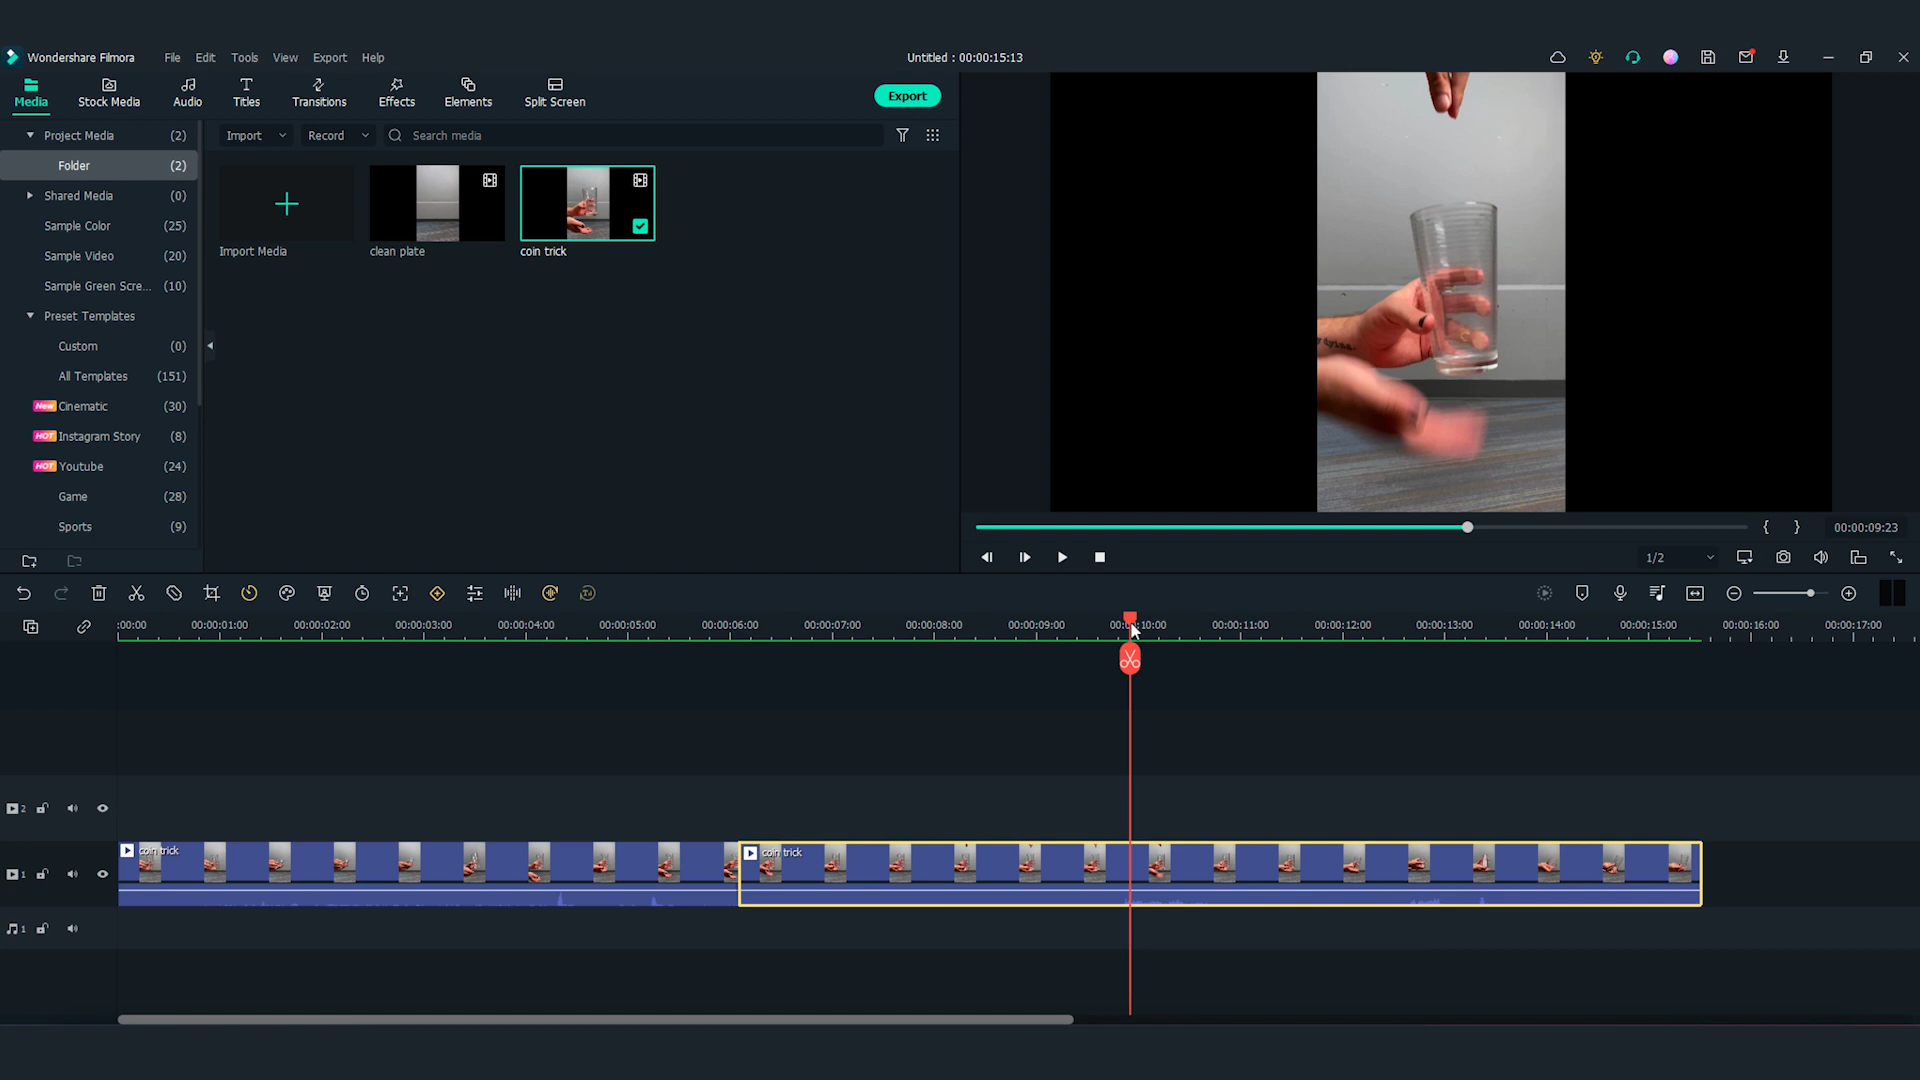 Wondershare Filmora File Edit Tools View Export Help Untitled : 00:00:15:13
Media Stock Media Audio Titles Transitions Effects Elements Split Screen Export
Project Media (2) Import Record Search media
Folder (2)
Shared Media (0)
Sample Color (25)
Sample Video (20)
Import Media clean plate coin trick
Sample Green Scre... (10)
Preset Templates
Custom (0)
All Templates (151)
New Cinematic (30)
HOT Instagram Story (8)
HOT Youtube (24)
Game (28)
Sports (9)
{ } 00:00:09:23
1/2
:00:00 00:00:01:00 00:00:02:00 00:00:03:00 00:00:04:00 00:00:05:00 00:00:06:00 00:00:07:00 00:00:08:00 00:00:09:00 00:00:10:00 00:00:11:00 00:00:12:00 00:00:13:00 00:00:14:00 00:00:15:00 00:00:16:00 00:00:17:00
2
coin trick coin trick
1
1